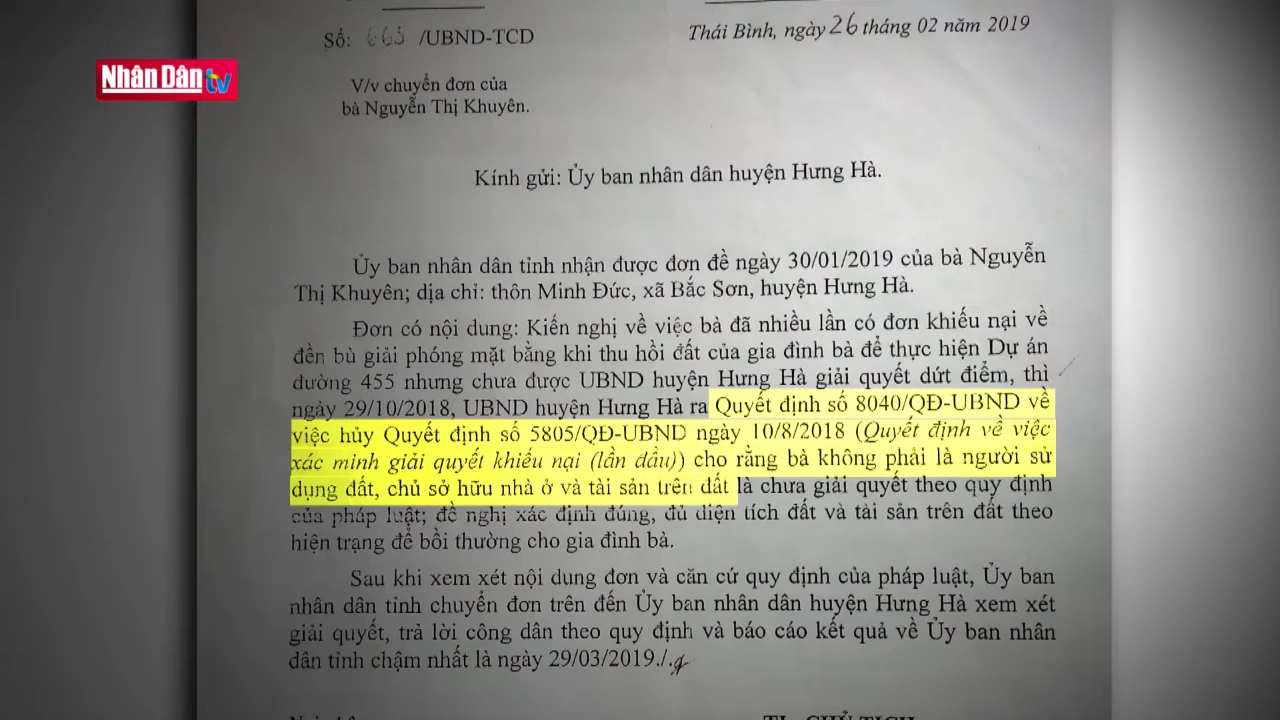 Số: 663 /UBND-TCD
Thái Bình, ngày 26 tháng 02 năm 2019
Nhân Dân tv
V/v chuyển đơn của
bà Nguyễn Thị Khuyên.
Kính gửi: Ủy ban nhân dân huyện Hưng Hà.
Ủy ban nhân dân tỉnh nhận được đơn đề ngày 30/01/2019 của bà Nguyễn
Thị Khuyên; địa chỉ: thôn Minh Đức, xã Bắc Sơn, huyện Hưng Hà.
Đơn có nội dung: Kiến nghị về việc bà đã nhiều lần có đơn khiếu nại về
đền bù giải phóng mặt bằng khi thu hồi đất của gia đình bà để thực hiện Dự án
đường 455 nhưng chưa được UBND huyện Hưng Hà giải quyết dứt điểm, thì
ngày 29/10/2018, UBND huyện Hưng Hà ra Quyết định số 8040/QĐ-UBND về
việc hủy Quyết định số 5805/QĐ-UBND ngày 10/8/2018 (Quyết định về việc
xác minh giải quyết khiếu nại (lần đầu)) cho rằng bà không phải là người sử
dụng đất, chủ sở hữu nhà ở và tài sản trên đất là chưa giải quyết theo quy định
của pháp luật; đề nghị xác định đúng, đủ diện tích đất và tài sản trên đất theo
hiện trạng để bồi thường cho gia đình bà.
Sau khi xem xét nội dung đơn và căn cứ quy định của pháp luật, Ủy ban
nhân dân tỉnh chuyển đơn trên đến Ủy ban nhân dân huyện Hưng Hà xem xét
giải quyết, trả lời công dân theo quy định và báo cáo kết quả về Ủy ban nhân
dân tỉnh chậm nhất là ngày 29/03/2019./.
TL. CHỦ TỊCH